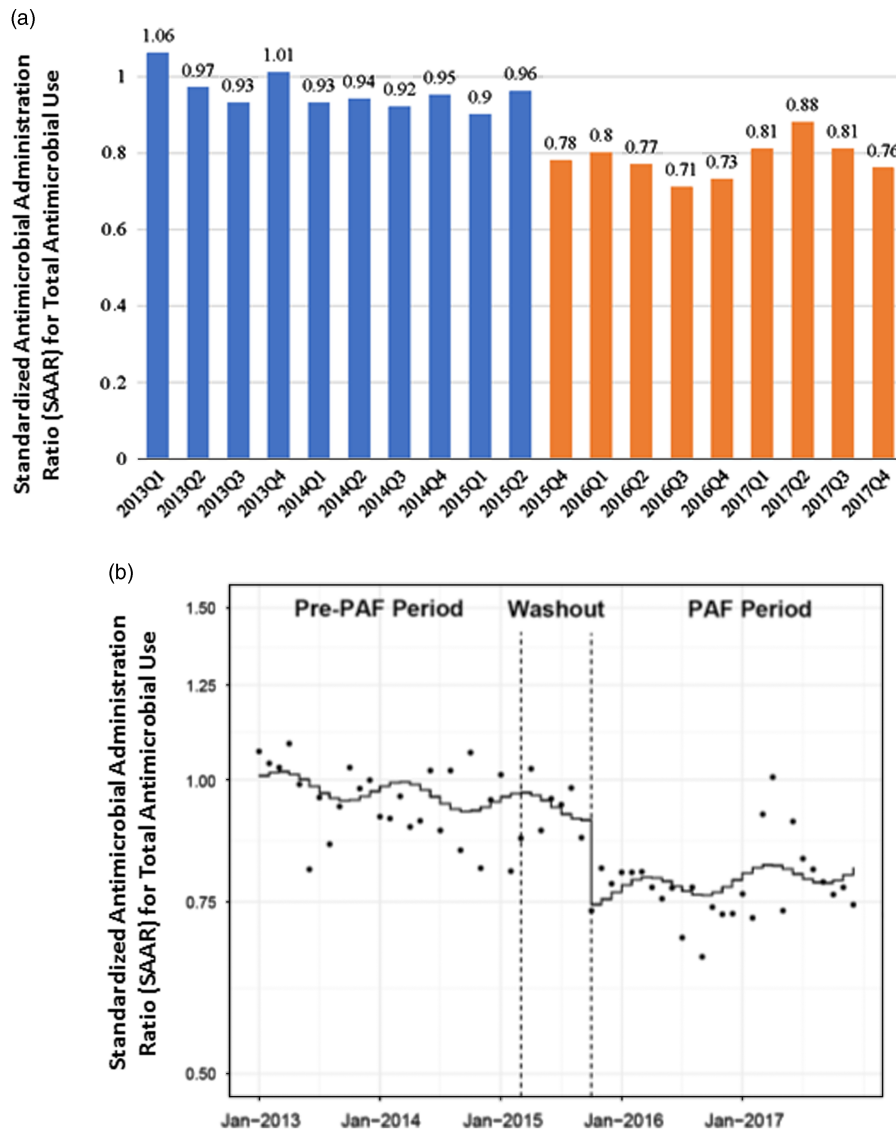 (a)
Standardized Antimicrobial Administration
Ratio (SAAR) for Total Antimicrobial Use
1.06
0.97
0.93
1.01
0.93
0.94
0.92
0.95
0.9
0.96
0.78
0.8
0.77
0.71
0.73
0.81
0.88
0.81
0.76
1
0.8
0.6
0.4
0.2
0
2013Q1
2013Q2
2013Q3
2013Q4
2014Q1
2014Q2
2014Q3
2014Q4
2015Q1
2015Q2
2015Q4
2016Q1
2016Q2
2016Q3
2016Q4
2017Q1
2017Q2
2017Q3
2017Q4
(b)
Standardized Antimicrobial Administration
Ratio (SAAR) for Total Antimicrobial Use
Pre-PAF Period Washout PAF Period
1.50
1.25
1.00
0.75
0.50
Jan-2013 Jan-2014 Jan-2015 Jan-2016 Jan-2017